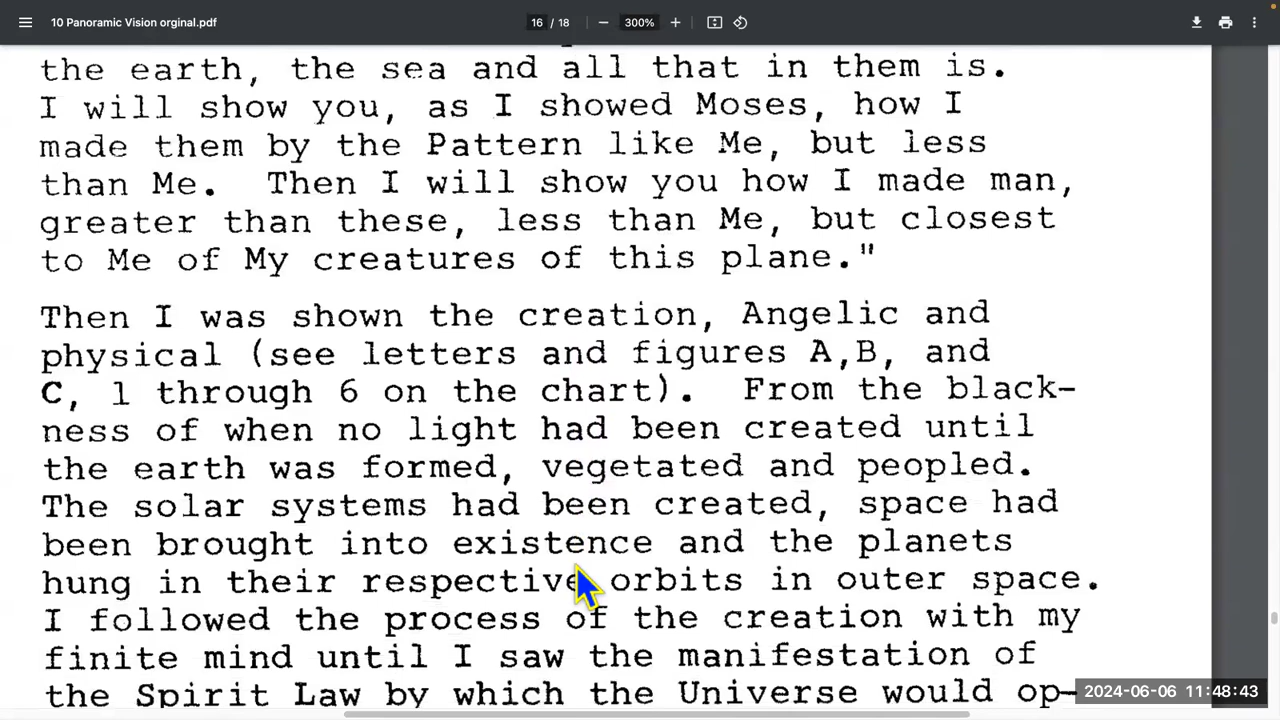 10 Panoramic Vision orginal.pdf
16 / 18
300%
the earth, the sea and all that in them is.
I will show you, as I showed Moses, how I
made them by the Pattern like Me, but less
than Me. Then I will show you how I made man,
greater than these, less than Me, but closest
to Me of My creatures of this plane."
Then I was shown the creation, Angelic and
physical (see letters and figures A,B, and
C, 1 through 6 on the chart). From the black-
ness of when no light had been created until
the earth was formed, vegetated and peopled.
The solar systems had been created, space had
been brought into existence and the planets
hung in their respective orbits in outer space.
I followed the process of the creation with my
finite mind until I saw the manifestation of
the Spirit Law by which the Universe would op-
2024-06-06 11:48:43